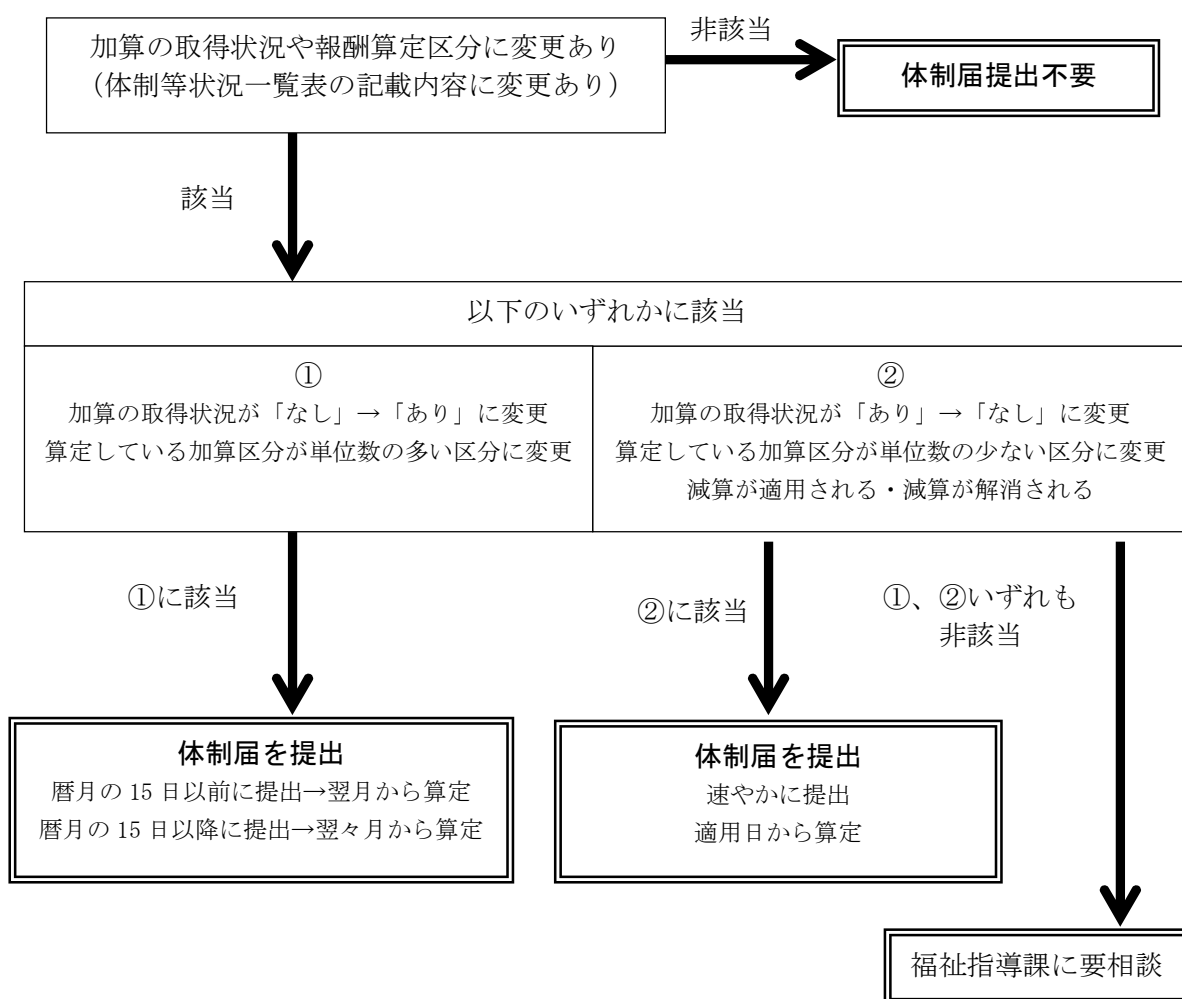 加算の取得状況や報酬算定区分に変更あり
(体制等状況一覧表の記載内容に変更あり)
非該当
体制届提出不要
該当
以下のいずれかに該当
①
加算の取得状況が「なし」→「あり」に変更
算定している加算区分が単位数の多い区分に変更
②
加算の取得状況が「あり」→「なし」に変更
算定している加算区分が単位数の少ない区分に変更
減算が適用される・減算が解消される
①に該当
②に該当
①、②いずれも
非該当
体制届を提出
暦月の 15 日以前に提出→翌月から算定
暦月の 15 日以降に提出→翌々月から算定
体制届を提出
速やかに提出
適用日から算定
福祉指導課に要相談